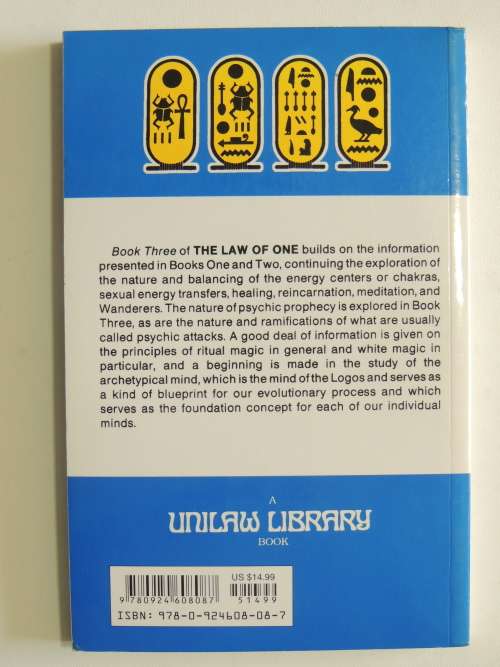 Book Three of THE LAW OF ONE builds on the information
presented in Books One and Two, continuing the exploration of
the nature and balancing of the energy centers or chakras,
sexual energy transfers, healing, reincarnation, meditation, and
Wanderers. The nature of psychic prophecy is explored in Book
Three, as are the nature and ramifications of what are usually
called psychic attacks. A good deal of information is given on
the principles of ritual magic in general and white magic in
particular, and a beginning is made in the study of the
archetypical mind, which is the mind of the Logos and serves as
a kind of blueprint for our evolutionary process and which
serves as the foundation concept for each of our individual
minds.
A
UNILAW LIBRARY
BOOK
US $14.99
9 780924 608087
51499
ISBN: 978-0-924608-08-7